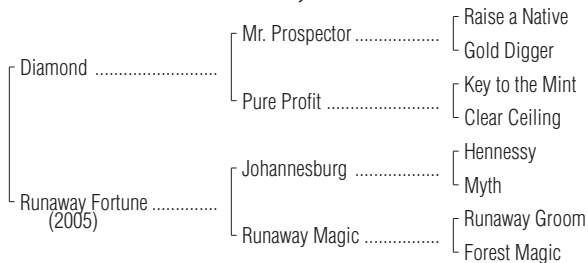 Raise a Native
Mr. Prospector ....................
Gold Digger
Diamond .............................
Key to the Mint
Pure Profit ...........................
Clear Ceiling
Hennessy
Johannesburg ....................
Myth
Runaway Fortune ...............
(2005)
Runaway Groom
Runaway Magic ..................
Forest Magic